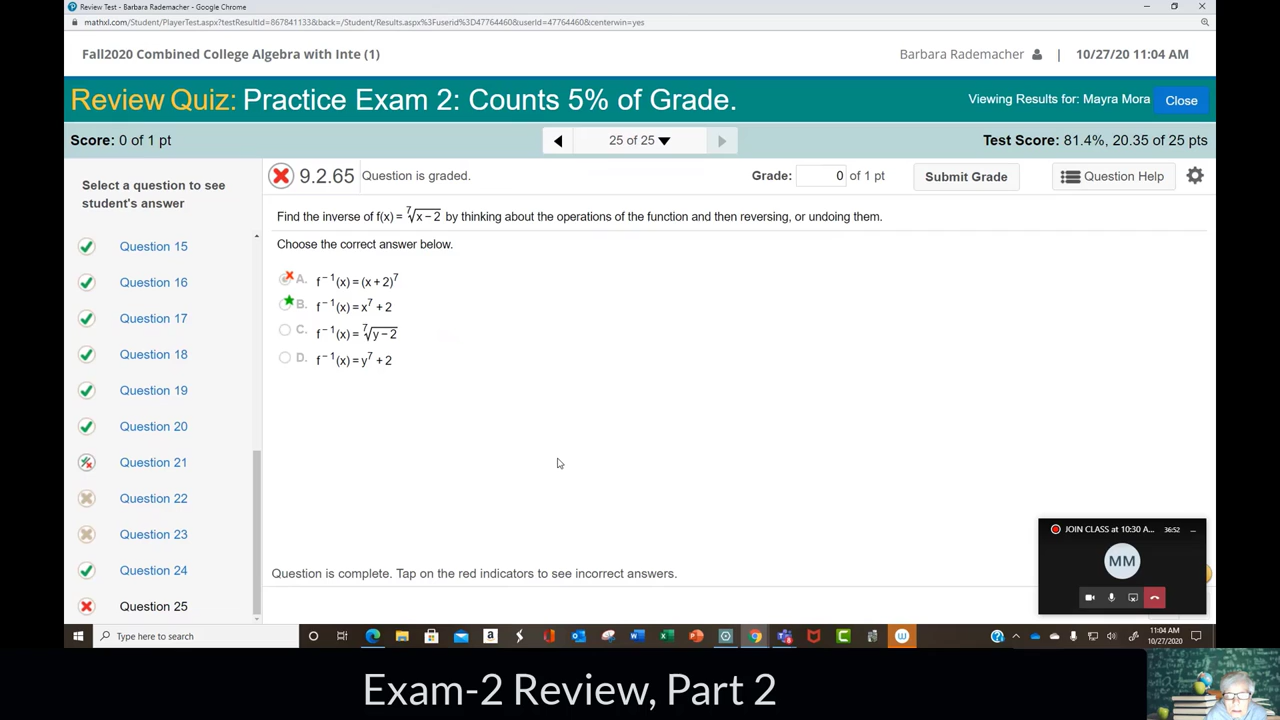 Review Test - Barbara Rademacher - Google Chrome
mathxl.com/Student/PlayerTest.aspx?testResultId=867841133&back=/Student/Results.aspx%3Fuserid%3D47764460&userId=47764460&centerwin=yes
Fall2020 Combined College Algebra with Inte (1)
Barbara Rademacher | 10/27/20 11:04 AM
Review Quiz: Practice Exam 2: Counts 5% of Grade.
Viewing Results for: Mayra Mora Close
Score: 0 of 1 pt
25 of 25
Test Score: 81.4%, 20.35 of 25 pts
Select a question to see
student's answer
Question 15
Question 16
Question 17
Question 18
Question 19
Question 20
Question 21
Question 22
Question 23
Question 24
Question 25
9.2.65 Question is graded.
Grade: 0 of 1 pt Submit Grade
Question Help
Find the inverse of f(x) = ⁷√x − 2 by thinking about the operations of the function and then reversing, or undoing them.
Choose the correct answer below.
A. f⁻¹(x) = (x + 2)⁷
B. f⁻¹(x) = x⁷ + 2
C. f⁻¹(x) = ⁷√y − 2
D. f⁻¹(x) = y⁷ + 2
Question is complete. Tap on the red indicators to see incorrect answers.
JOIN CLASS at 10:30 A... 36:52
MM
Type here to search
11:04 AM
10/27/2020
Exam-2 Review, Part 2